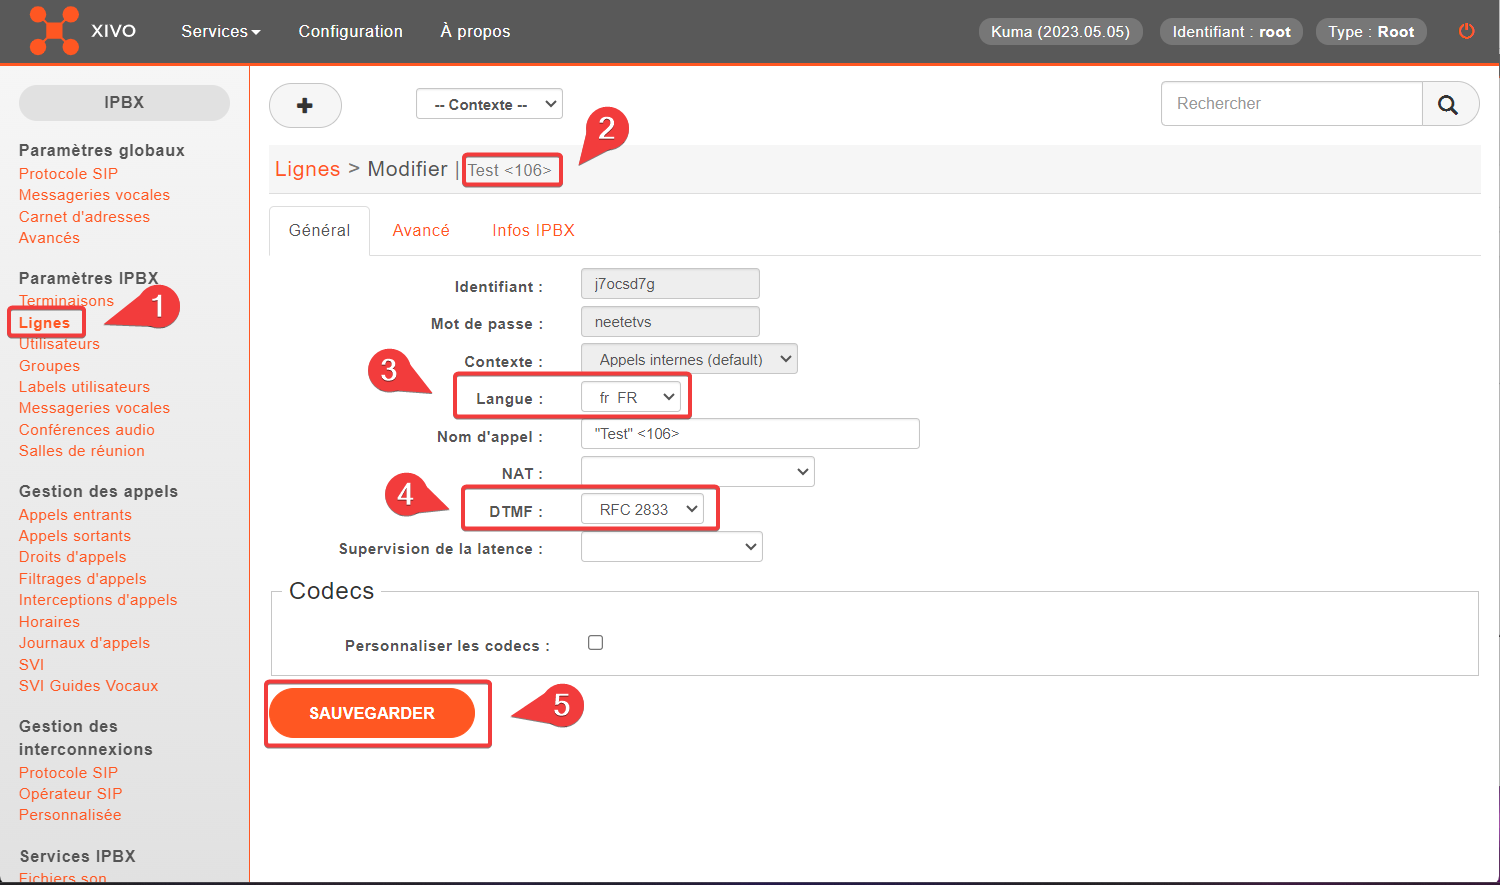 XIVO
Services
Configuration
À propos
Kuma (2023.05.05)
Identifiant : root
Type : Root
IPBX
Paramètres globaux
Protocole SIP
Messageries vocales
Carnet d'adresses
Avancés
Paramètres IPBX
Terminaisons
Lignes
Utilisateurs
Groupes
Labels utilisateurs
Messageries vocales
Conférences audio
Salles de réunion
Gestion des appels
Appels entrants
Appels sortants
Droits d'appels
Filtrages d'appels
Interceptions d'appels
Horaires
Journaux d'appels
SVI
SVI Guides Vocaux
Gestion des
interconnexions
Protocole SIP
Opérateur SIP
Personnalisée
Services IPBX
Fichiers son
1
+
-- Contexte --
Rechercher
2
Lignes > Modifier | Test <106>
Général
Avancé
Infos IPBX
Identifiant : j7ocsd7g
Mot de passe : neetetvs
Contexte : Appels internes (default)
3
Langue : fr FR
Nom d'appel : "Test" <106>
NAT :
4
DTMF : RFC 2833
Supervision de la latence :
Codecs
Personnaliser les codecs :
SAUVEGARDER
5